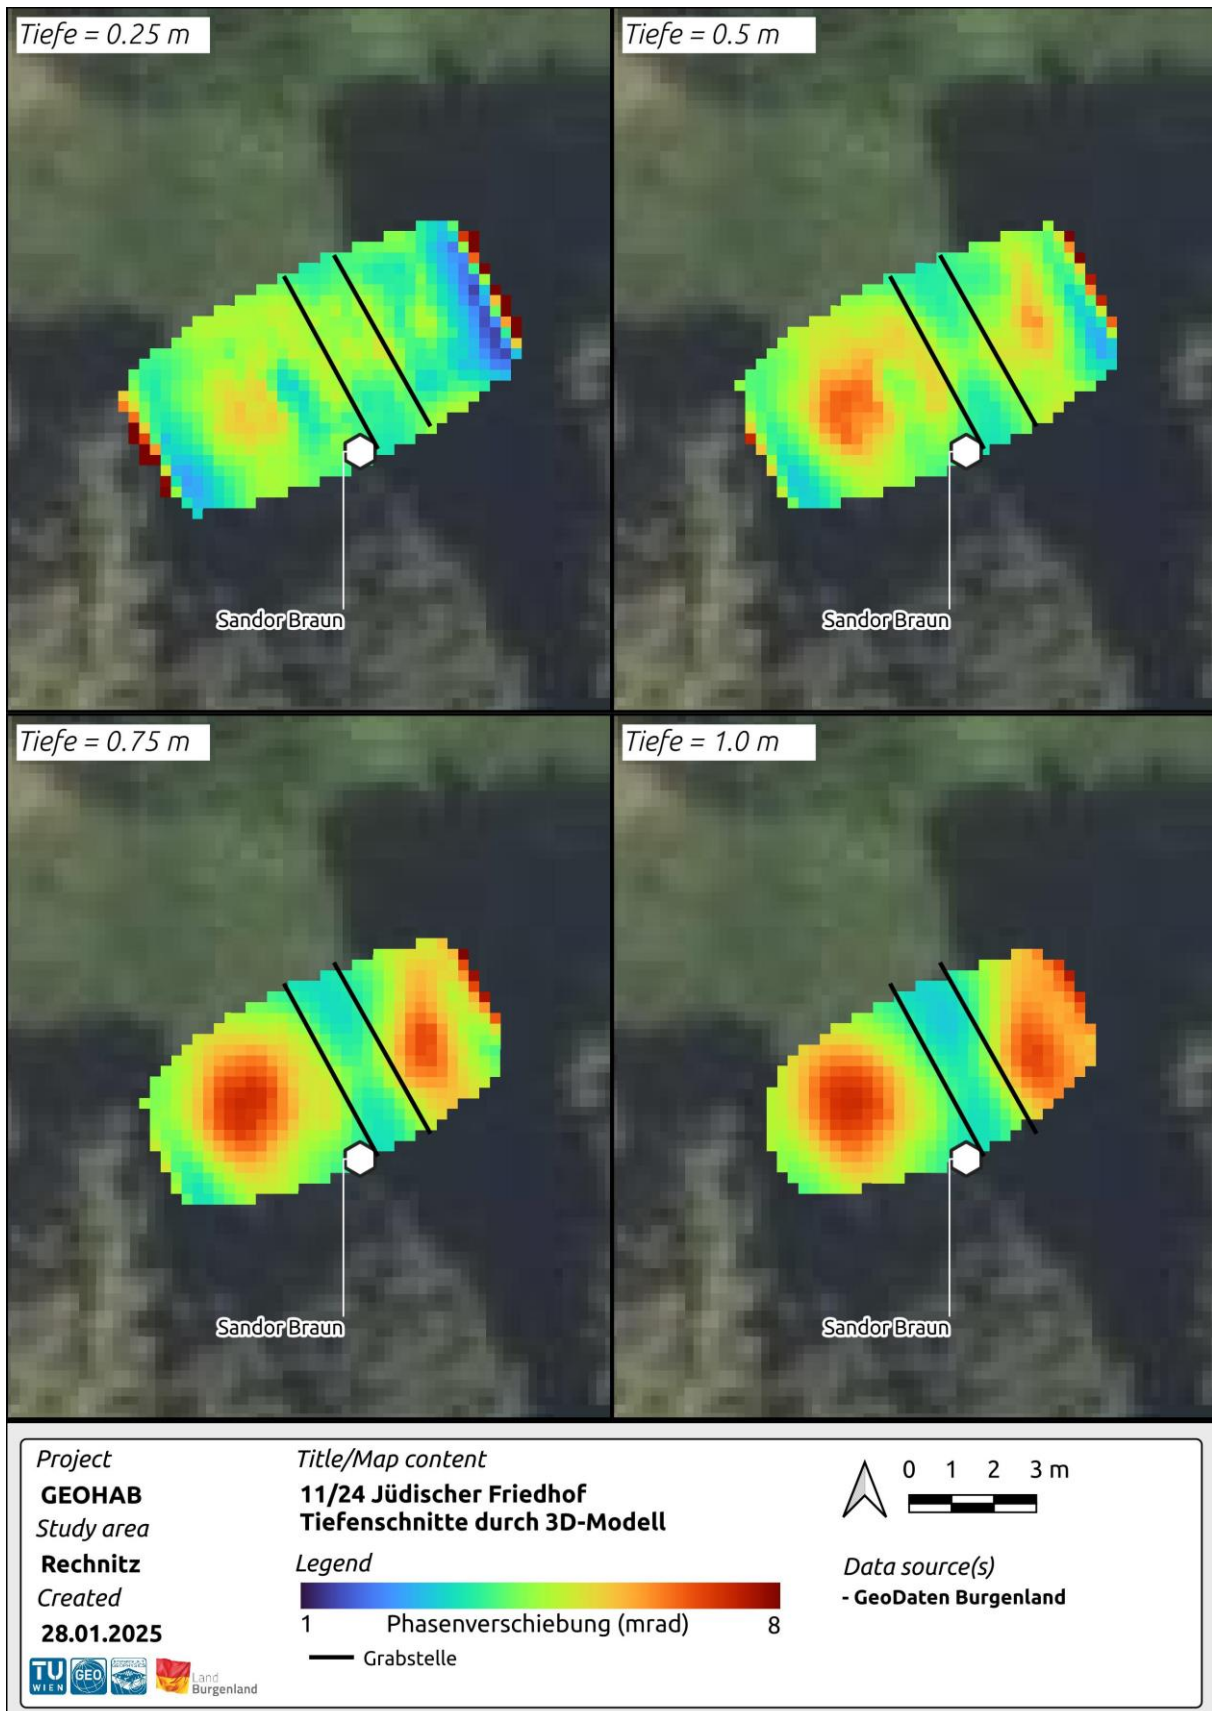 Tiefe = 0.25 m
Tiefe = 0.5 m
Sandor Braun
Sandor Braun
Tiefe = 0.75 m
Tiefe = 1.0 m
Sandor Braun
Sandor Braun
Project
GEOHAB
Study area
Rechnitz
Created
28.01.2025
TU
WIEN
GEO
Land
Burgenland
Title/Map content
11/24 Jüdischer Friedhof
Tiefenschnitte durch 3D-Modell
Legend
1 Phasenverschiebung (mrad) 8
Grabstelle
0 1 2 3 m
Data source(s)
- GeoDaten Burgenland